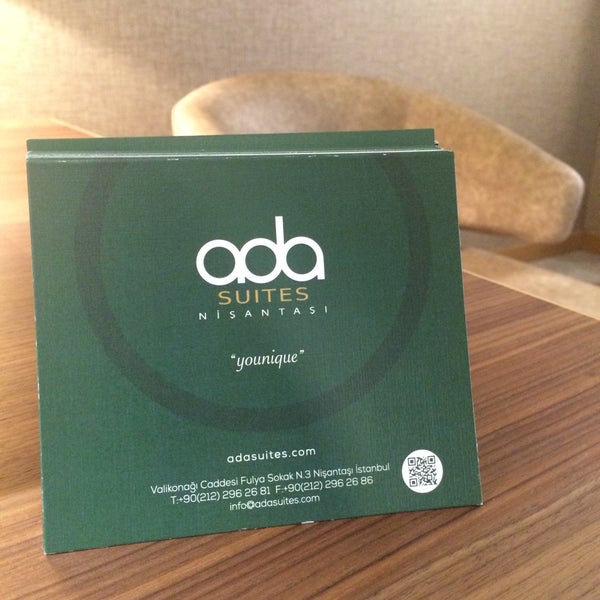 ada
SUITES
NİŞANTAŞI
"younique"
adasuites.com
Valikonağı Caddesi Fulya Sokak N.3 Nişantaşı İstanbul
T:+90(212) 296 26 81 F:+90(212) 296 26 86
info@adasuites.com